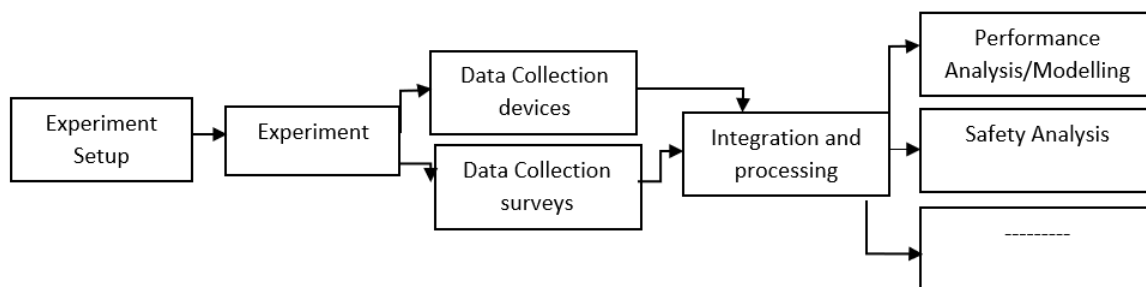 Experiment
Setup
Experiment
Data Collection
devices
Data Collection
surveys
Integration and
processing
Performance
Analysis/Modelling
Safety Analysis
---------